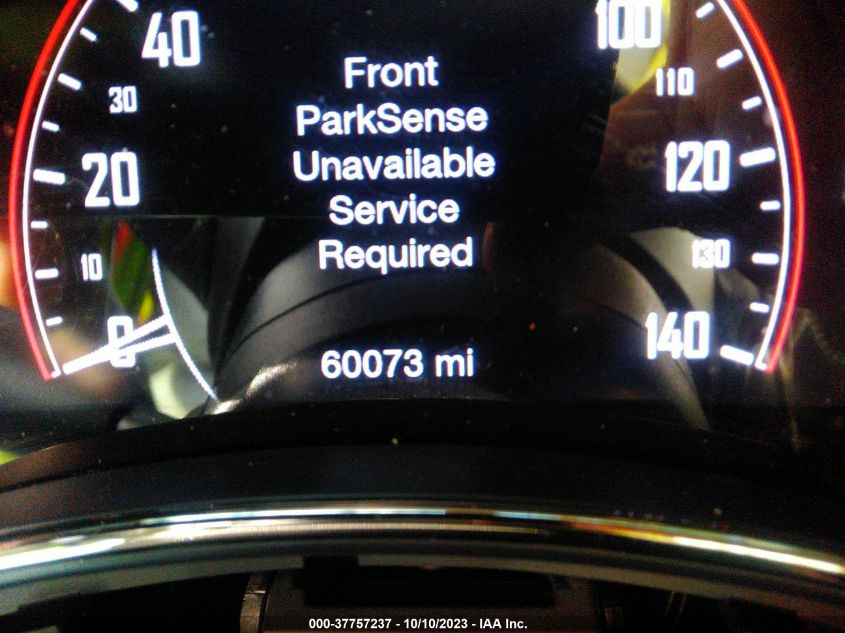 40
100
Front
30
110
ParkSense
20
Unavailable
120
Service
10
Required
130
0
60073 mi
140
000-37757237 - 10/10/2023 - IAA Inc.